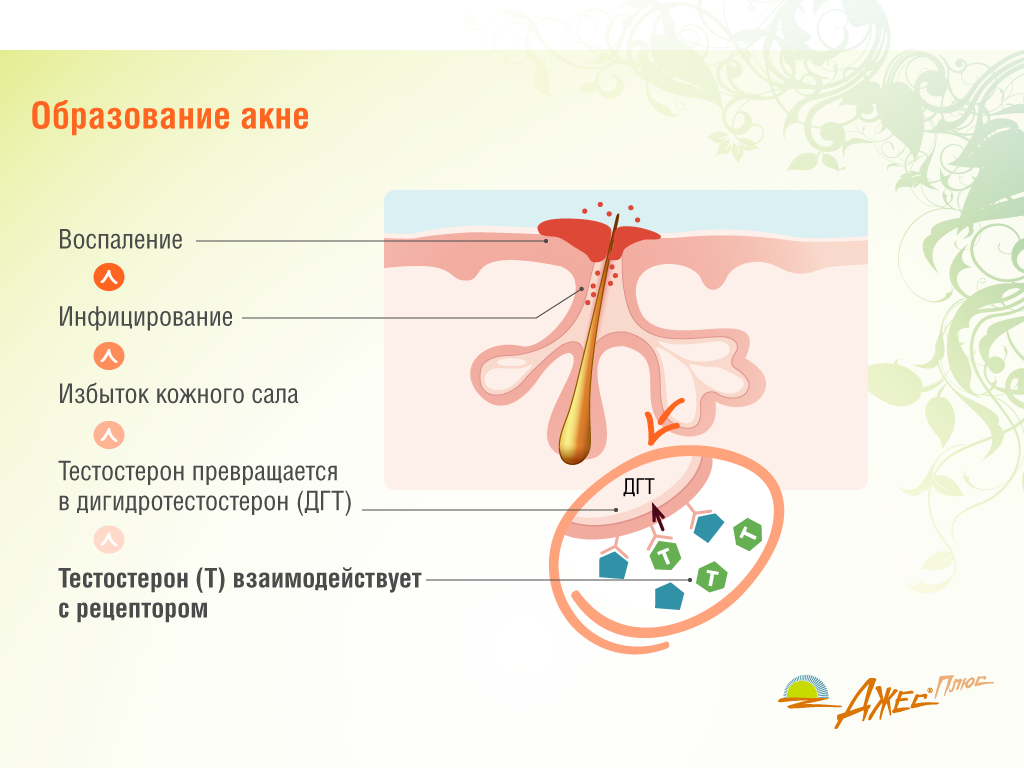 Образование акне
Воспаление
Инфицирование
Избыток кожного сала
Тестостерон превращается
в дигидротестостерон (ДГТ)
Тестостерон (Т) взаимодействует
с рецептором
ДГТ
Т
Т
Т
Джес® Плюс